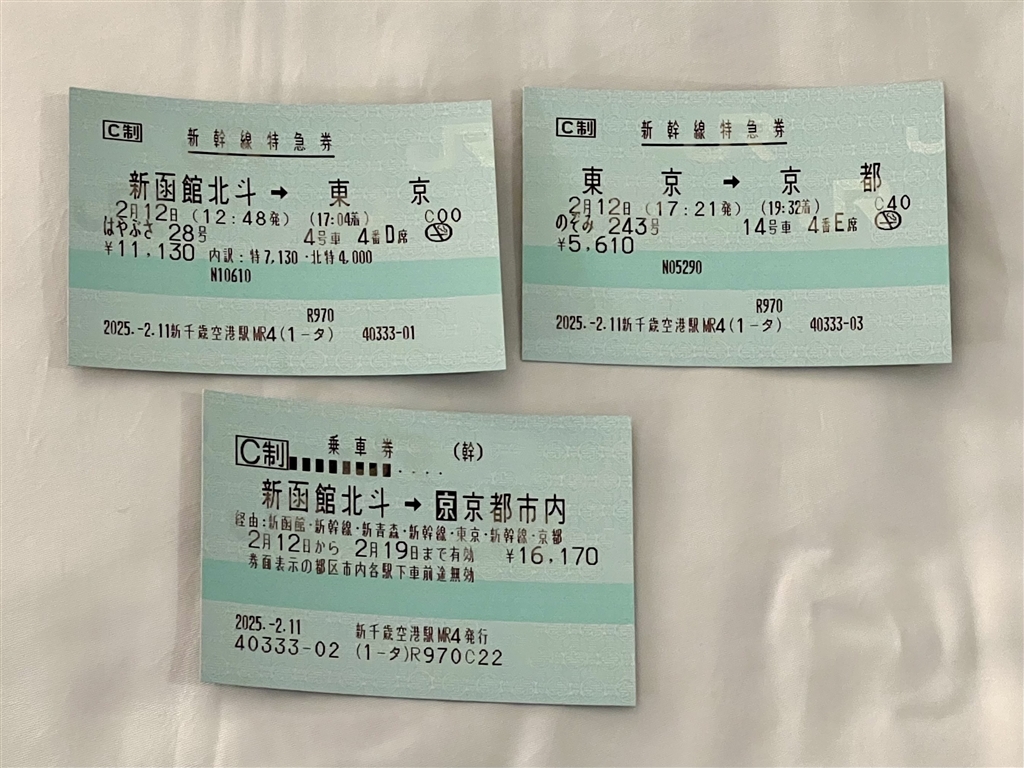 C制
新幹線特急券
新函館北斗 → 東京
2月12日 (12:48発) (17:04着) C00
はやぶさ 28号 4号車 4番D席
¥11,130 内訳:特7,130・北特4,000
N10610
R970
2025.-2.11新千歳空港駅MR4(1-タ) 40333-01
C制
新幹線特急券
東京 → 京都
2月12日 (17:21発) (19:32着) C40
のぞみ 243号 14号車 4番E席
¥5,610
N05290
R970
2025.-2.11新千歳空港駅MR4(1-タ) 40333-03
C制 乗車券 (幹)
新函館北斗 → 京京都市内
経由:新函館・新幹線・新青森・新幹線・東京・新幹線・京都
2月12日から 2月19日まで有効 ¥16,170
券面表示の都区市内各駅下車前途無効
2025.-2.11 新千歳空港駅MR4発行
40333-02 (1-タ)R970C22